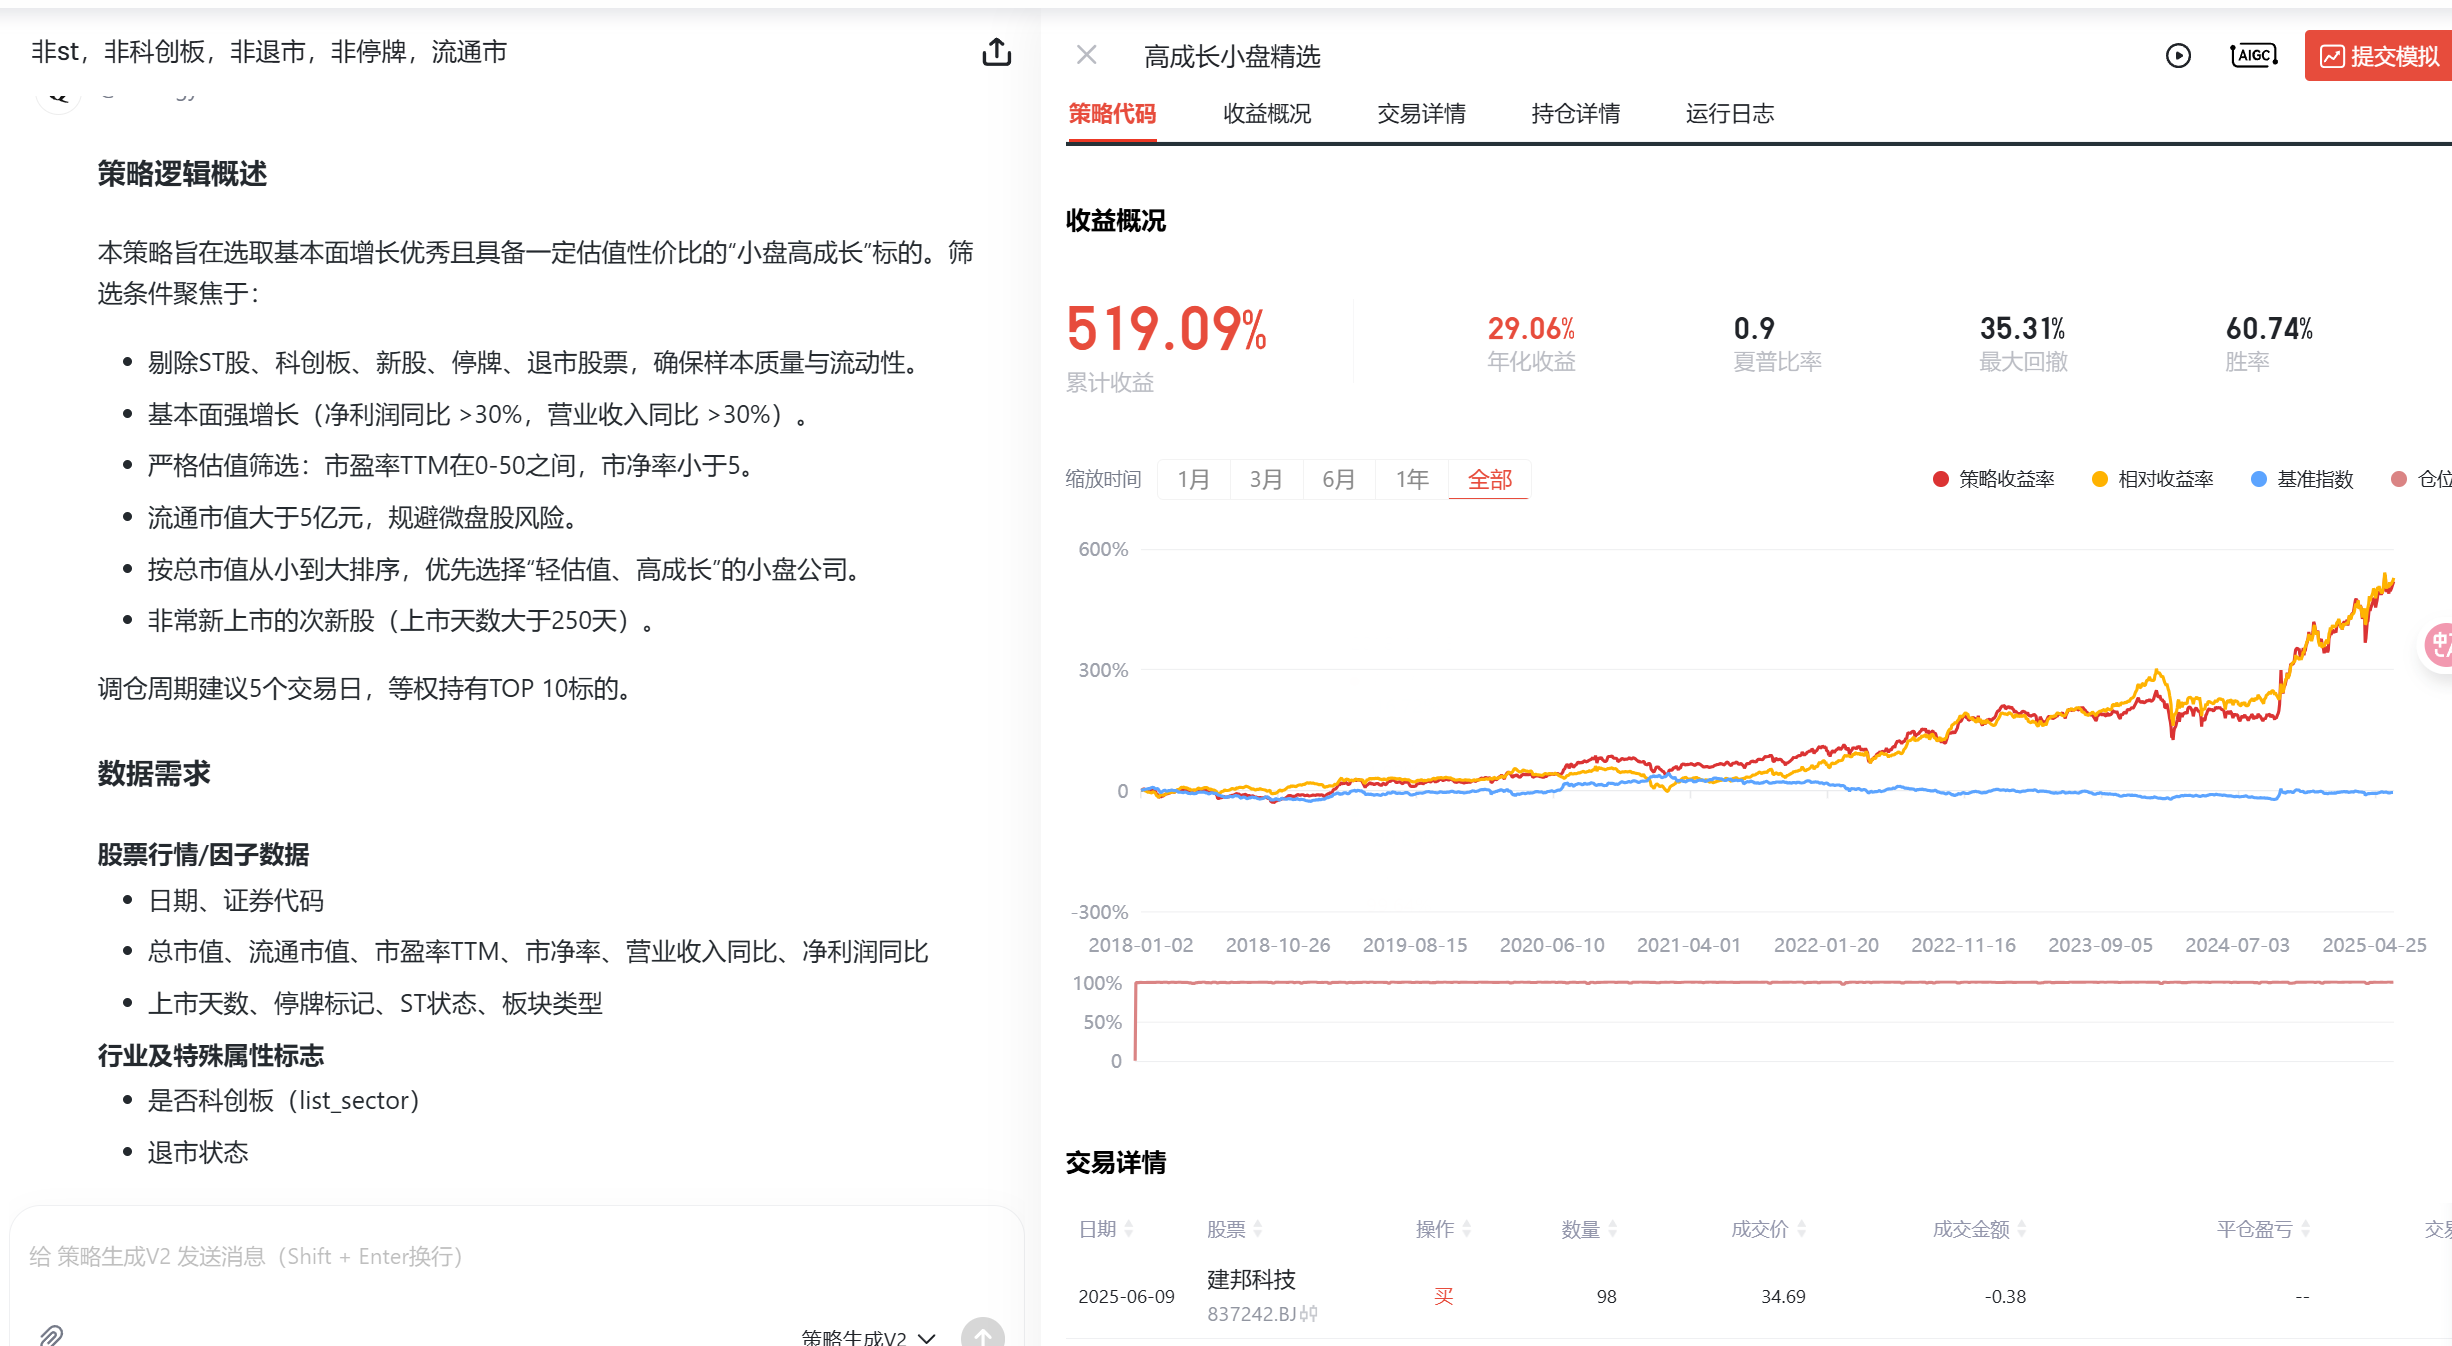 非st，非科创板，非退市，非停牌，流通市
策略逻辑概述
本策略旨在选取基本面增长优秀且具备一定估值性价比的“小盘高成长”标的。筛
选条件聚焦于：
剔除ST股、科创板、新股、停牌、退市股票，确保样本质量与流动性。
基本面强增长（净利润同比 >30%，营业收入同比 >30%）。
严格估值筛选：市盈率TTM在0-50之间，市净率小于5。
流通市值大于5亿元，规避微盘股风险。
按总市值从小到大排序，优先选择“轻估值、高成长”的小盘公司。
非常新上市的次新股（上市天数大于250天）。
调仓周期建议5个交易日，等权持有TOP 10标的。
数据需求
股票行情/因子数据
日期、证券代码
总市值、流通市值、市盈率TTM、市净率、营业收入同比、净利润同比
上市天数、停牌标记、ST状态、板块类型
行业及特殊属性标志
是否科创板（list_sector）
退市状态
给 策略生成V2 发送消息（Shift + Enter换行）
策略生成V2
高成长小盘精选
AIGC
提交模拟
策略代码 收益概况 交易详情 持仓详情 运行日志
收益概况
519.09% 29.06% 0.9 35.31% 60.74%
累计收益 年化收益 夏普比率 最大回撤 胜率
缩放时间 1月 3月 6月 1年 全部
策略收益率 相对收益率 基准指数 仓位
600%
300%
0
-300%
2018-01-02 2018-10-26 2019-08-15 2020-06-10 2021-04-01 2022-01-20 2022-11-16 2023-09-05 2024-07-03 2025-04-25
100%
50%
0
交易详情
日期 股票 操作 数量 成交价 成交金额 平仓盈亏 交
2025-06-09 建邦科技 买 98 34.69 -0.38 --
837242.BJ